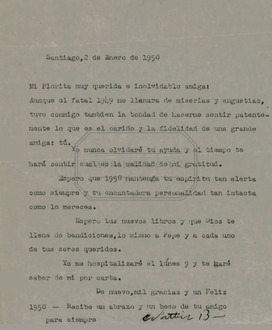 Santiago,2 de Enero de 1950
Mi Florita muy querida e inolvidable amiga:
Aunque el fatal 1949 me llenara de miserias y angustias,
tuvo conmigo tambien la bondad de hacerme sentir patente-
mente lo que es el cariño y la fidelidad de una grande
amiga: tú.
Yo nunca olvidaré tu ayuda y el tiempo te
hará sentir cual es la calidad de mi gratitud.
Espero que 1950 mantenga tu espíritu tan alerta
como siempre y tu encantadora personalidad tan intacta
como lo mereces.
Espero tus nuevos libros y que Dios te
llene de bendiciones, lo mismo a Pepe y a cada uno
de tus seres queridos.
Yo me hospitalizaré el lúnes 9 y te haré
saber de mi por carta.
De nuevo,mil gracias y un Feliz
1950 — Recibe un abrazo y un beso de tu amigo
para siempre